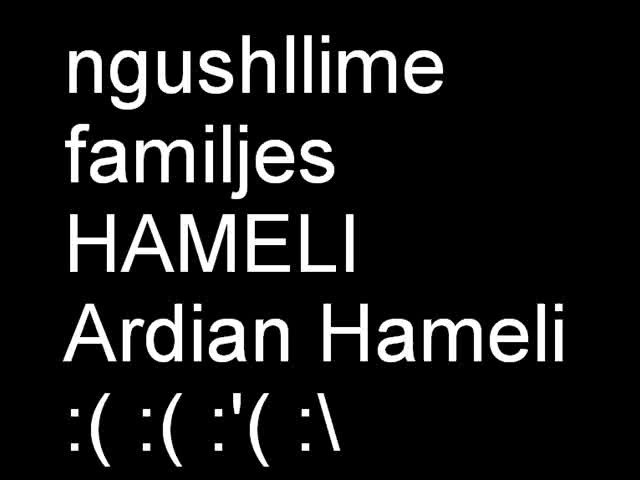 ngushllime
familjes
HAMELI
Ardian Hameli
:( :( :'( :\